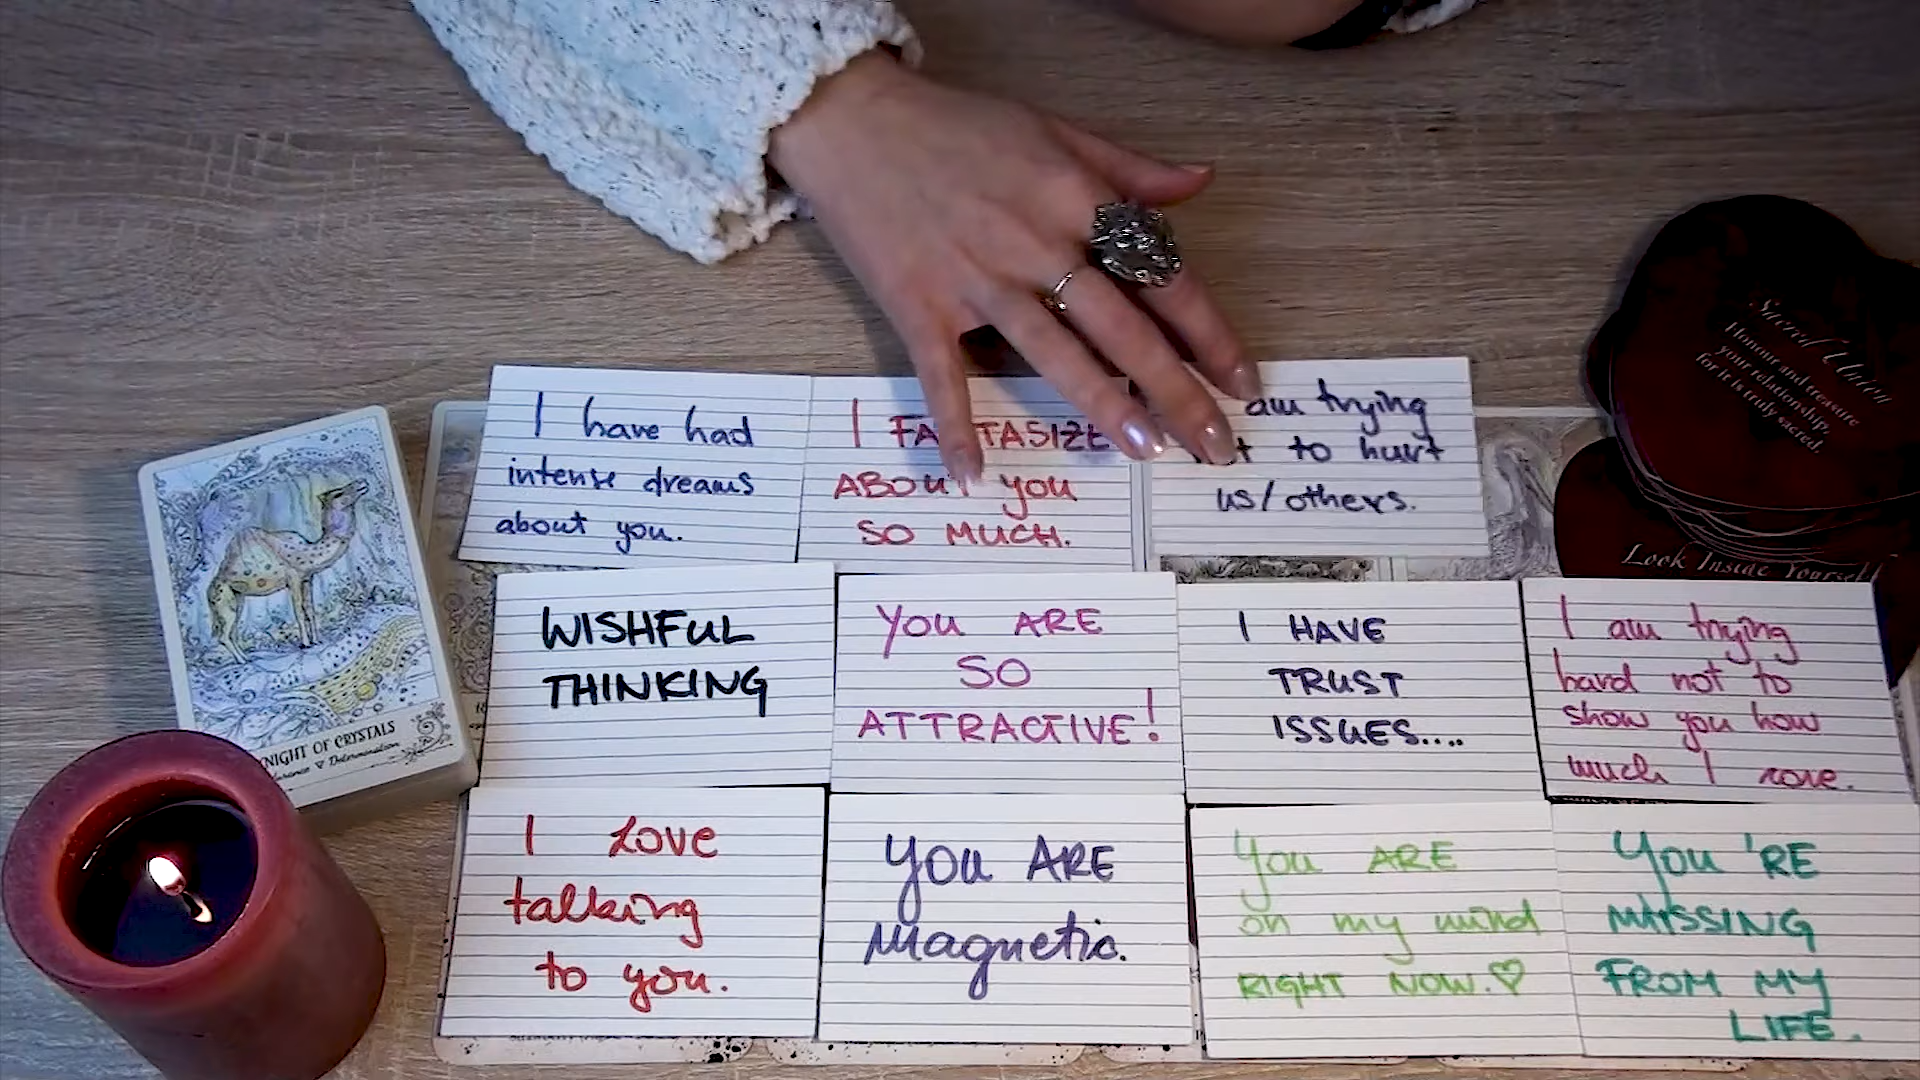 I have had
intense dreams
about you.
I FANTASIZE
ABOUT you
SO MUCH.
am trying
to hurt
us/others.
WISHFUL
THINKING
YOU ARE
SO
ATTRACTIVE!
I HAVE
TRUST
ISSUES....
I am trying
hard not to
show you how
much I
I LOVE
talking
to you.
YOU ARE
Magnetic.
You ARE
on my mind
RIGHT NOW.♡
YOU'RE
MISSING
FROM MY
LIFE.
KNIGHT OF CRYSTALS
Determination
Sacred Union
Honour and treasure
your relationship,
for it is truly sacred.
Look Inside Yourself